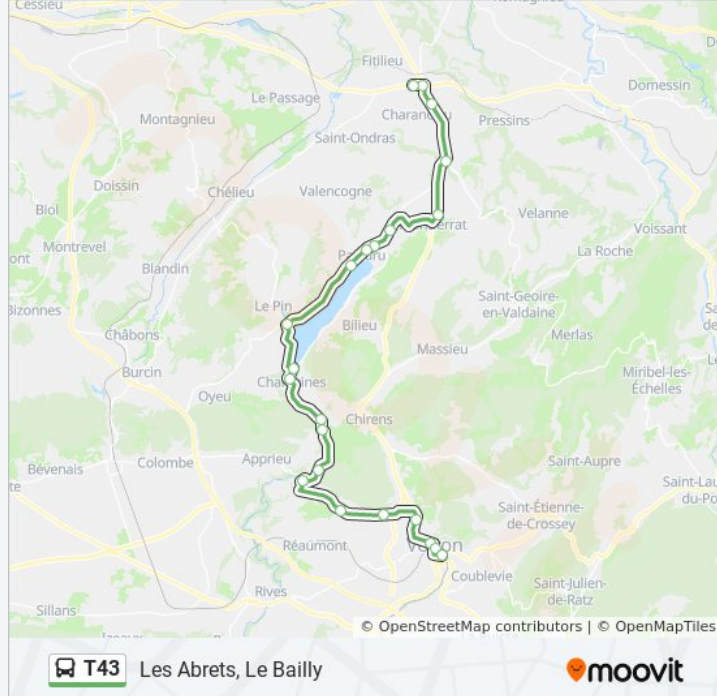 Cessieu
Fitilieu
Domessin
Le Passage
Montagnieu
Pressins
Saint-Ondras
Doissin
Chélieu
Valencogne
Biol
Velanne
Voissant
Montrevel
La Roche
Blandin
Saint-Geoire-
en-Valdaine
Le Pin
Bizonnes
Bilieu
Merlas
Châbons
Massieu
Burcin
Miribel-les-
Échelles
Oyeu
Chirens
Apprieu
Saint-Aupre
Colombe
Bévenais
Saint-Étienne-
de-Crossey
Réaumont
Coublevie
Rives
Saint-Julien-
de-Ratz
Sillans
© OpenStreetMap contributors | © OpenMapTiles
T43 Les Abrets, Le Bailly
moovit